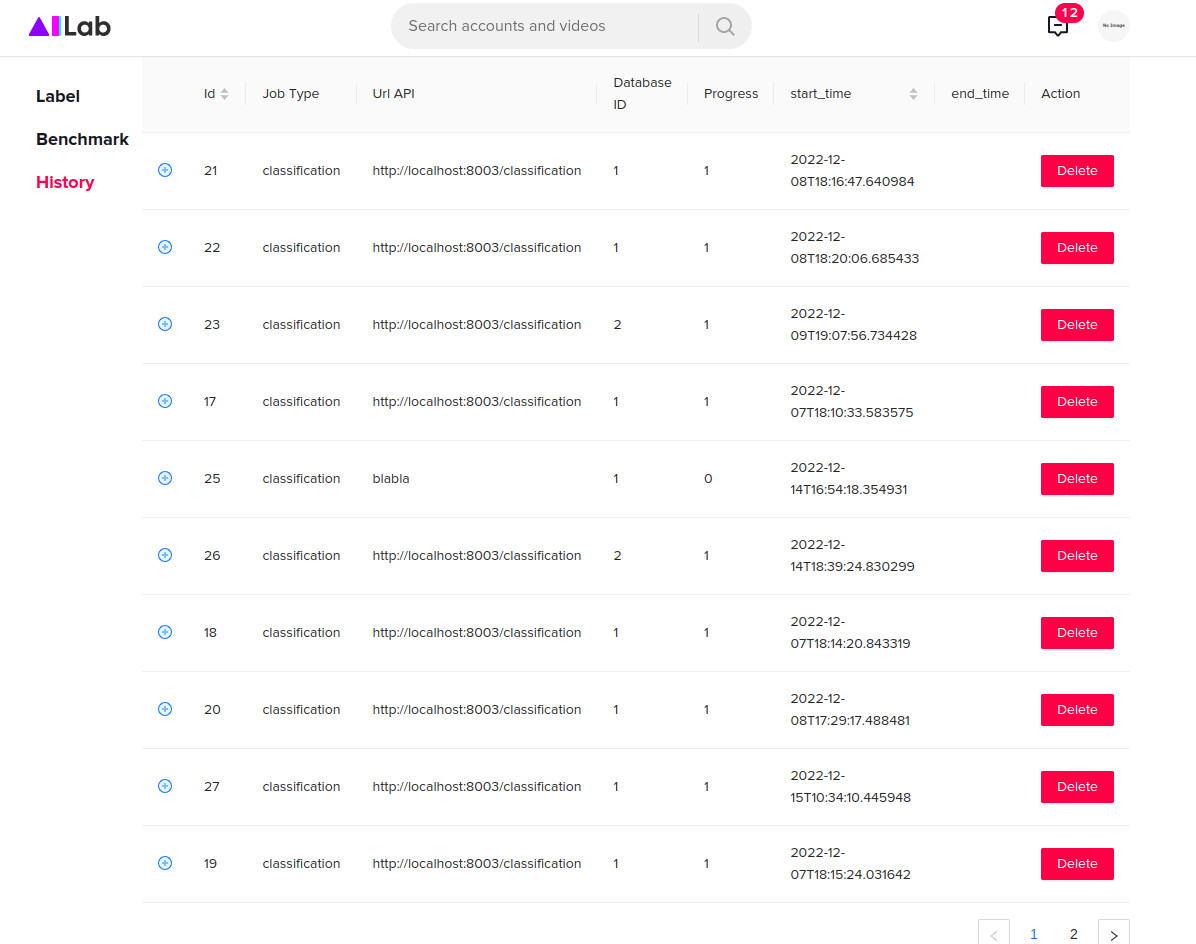 AI Lab
Search accounts and videos
12
No Image
Label
Benchmark
History
Id Job Type Url API Database ID Progress start_time end_time Action
21 classification http://localhost:8003/classification 1 1 2022-12-
08T18:16:47.640984 Delete
22 classification http://localhost:8003/classification 1 1 2022-12-
08T18:20:06.685433 Delete
23 classification http://localhost:8003/classification 2 1 2022-12-
09T19:07:56.734428 Delete
17 classification http://localhost:8003/classification 1 1 2022-12-
07T18:10:33.583575 Delete
25 classification blabla 1 0 2022-12-
14T16:54:18.354931 Delete
26 classification http://localhost:8003/classification 2 1 2022-12-
14T18:39:24.830299 Delete
18 classification http://localhost:8003/classification 1 1 2022-12-
07T18:14:20.843319 Delete
20 classification http://localhost:8003/classification 1 1 2022-12-
08T17:29:17.488481 Delete
27 classification http://localhost:8003/classification 1 1 2022-12-
15T10:34:10.445948 Delete
19 classification http://localhost:8003/classification 1 1 2022-12-
07T18:15:24.031642 Delete
< 1 2 >